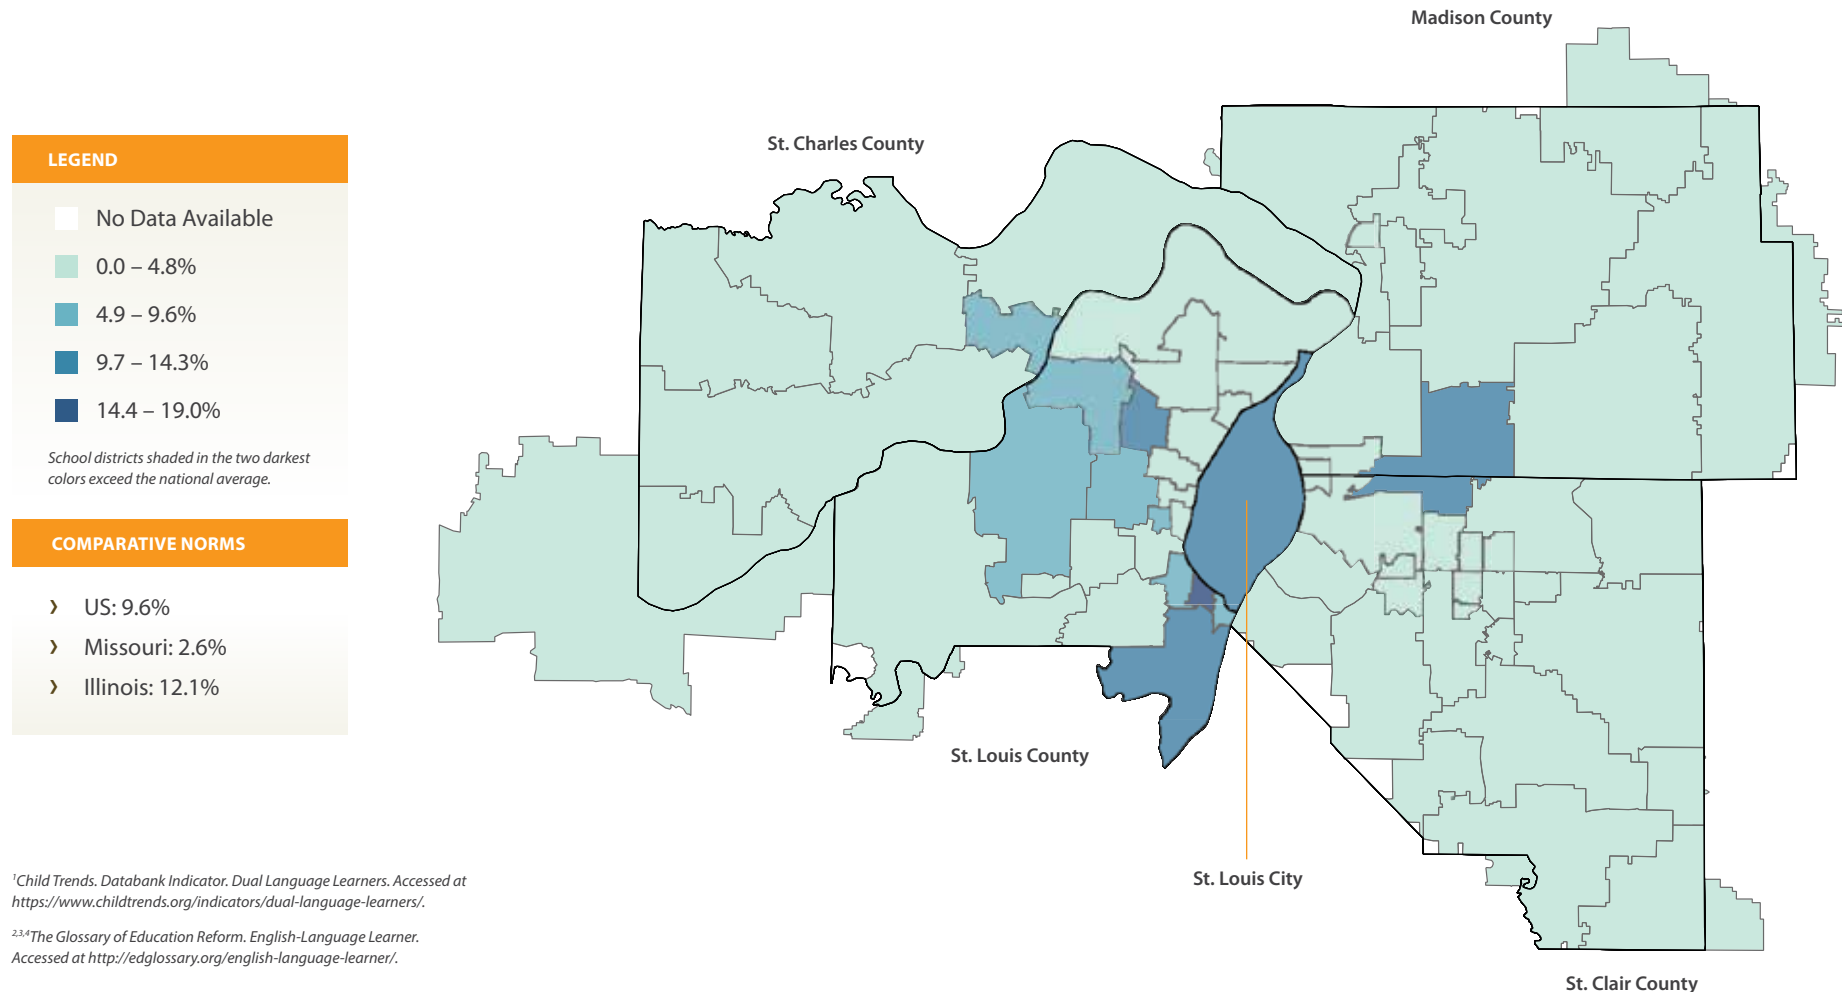 Madison County
St. Charles County
LEGEND
No Data Available
0.0 – 4.8%
4.9 – 9.6%
9.7 – 14.3%
14.4 – 19.0%
School districts shaded in the two darkest
colors exceed the national average.
COMPARATIVE NORMS
› US: 9.6%
› Missouri: 2.6%
› Illinois: 12.1%
St. Louis County
St. Louis City
St. Clair County
1Child Trends. Databank Indicator. Dual Language Learners. Accessed at
https://www.childtrends.org/indicators/dual-language-learners/.
2,3,4The Glossary of Education Reform. English-Language Learner.
Accessed at http://edglossary.org/english-language-learner/.